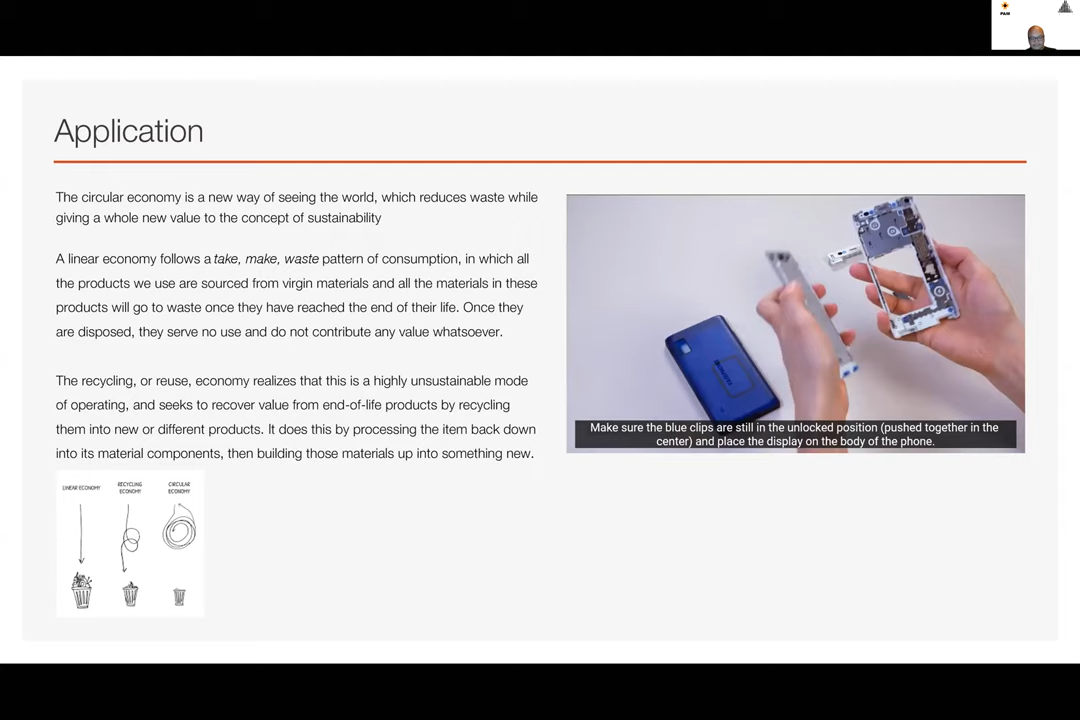 PAM
Application
The circular economy is a new way of seeing the world, which reduces waste while
giving a whole new value to the concept of sustainability
A linear economy follows a take, make, waste pattern of consumption, in which all
the products we use are sourced from virgin materials and all the materials in these
products will go to waste once they have reached the end of their life. Once they
are disposed, they serve no use and do not contribute any value whatsoever.
The recycling, or reuse, economy realizes that this is a highly unsustainable mode
of operating, and seeks to recover value from end-of-life products by recycling
them into new or different products. It does this by processing the item back down
into its material components, then building those materials up into something new.
Make sure the blue clips are still in the unlocked position (pushed together in the
center) and place the display on the body of the phone.
LINEAR ECONOMY
RECYCLING
ECONOMY
CIRCULAR
ECONOMY